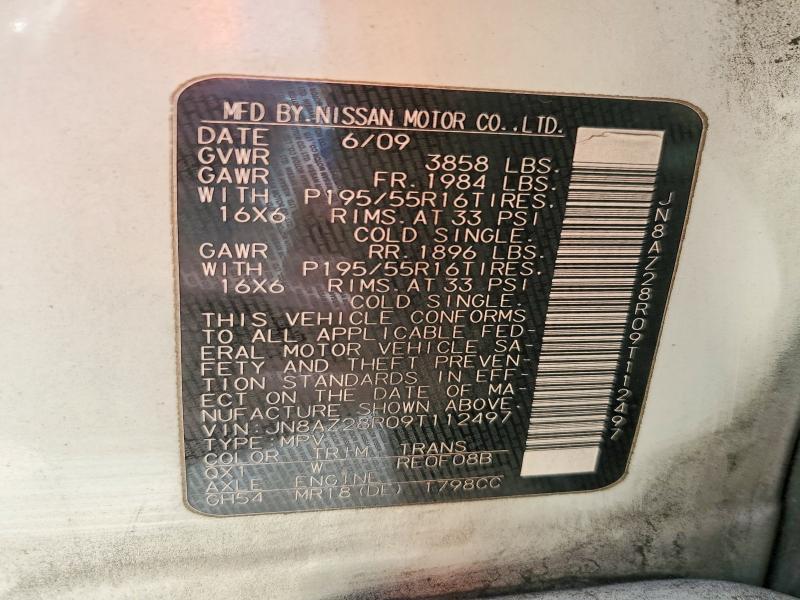 MFD BY NISSAN MOTOR CO.,LTD.
DATE 6/09
GVWR 3858 LBS.
GAWR FR. 1984 LBS.
WITH P195/55R16TIRES.
16X6 RIMS. AT 33 PSI
COLD SINGLE.
GAWR RR. 1896 LBS.
WITH P195/55R16TIRES.
16X6 RIMS. AT 33 PSI
COLD SINGLE.
THIS VEHICLE CONFORMS
TO ALL APPLICABLE FED-
ERAL MOTOR VEHICLE SA
FETY AND THEFT PREVEN-
TION STANDARDS IN EFF-
ECT ON THE DATE OF MA
NUFACTURE SHOWN ABOVE.
VIN: JN8AZ28R09T112497
TYPE: MPV
COLOR TRIM TRANS
QX1 W RE0F08B
AXLE ENGINE
GH54 MR18(DE) 1798CC
JN8AZ28R09T112497